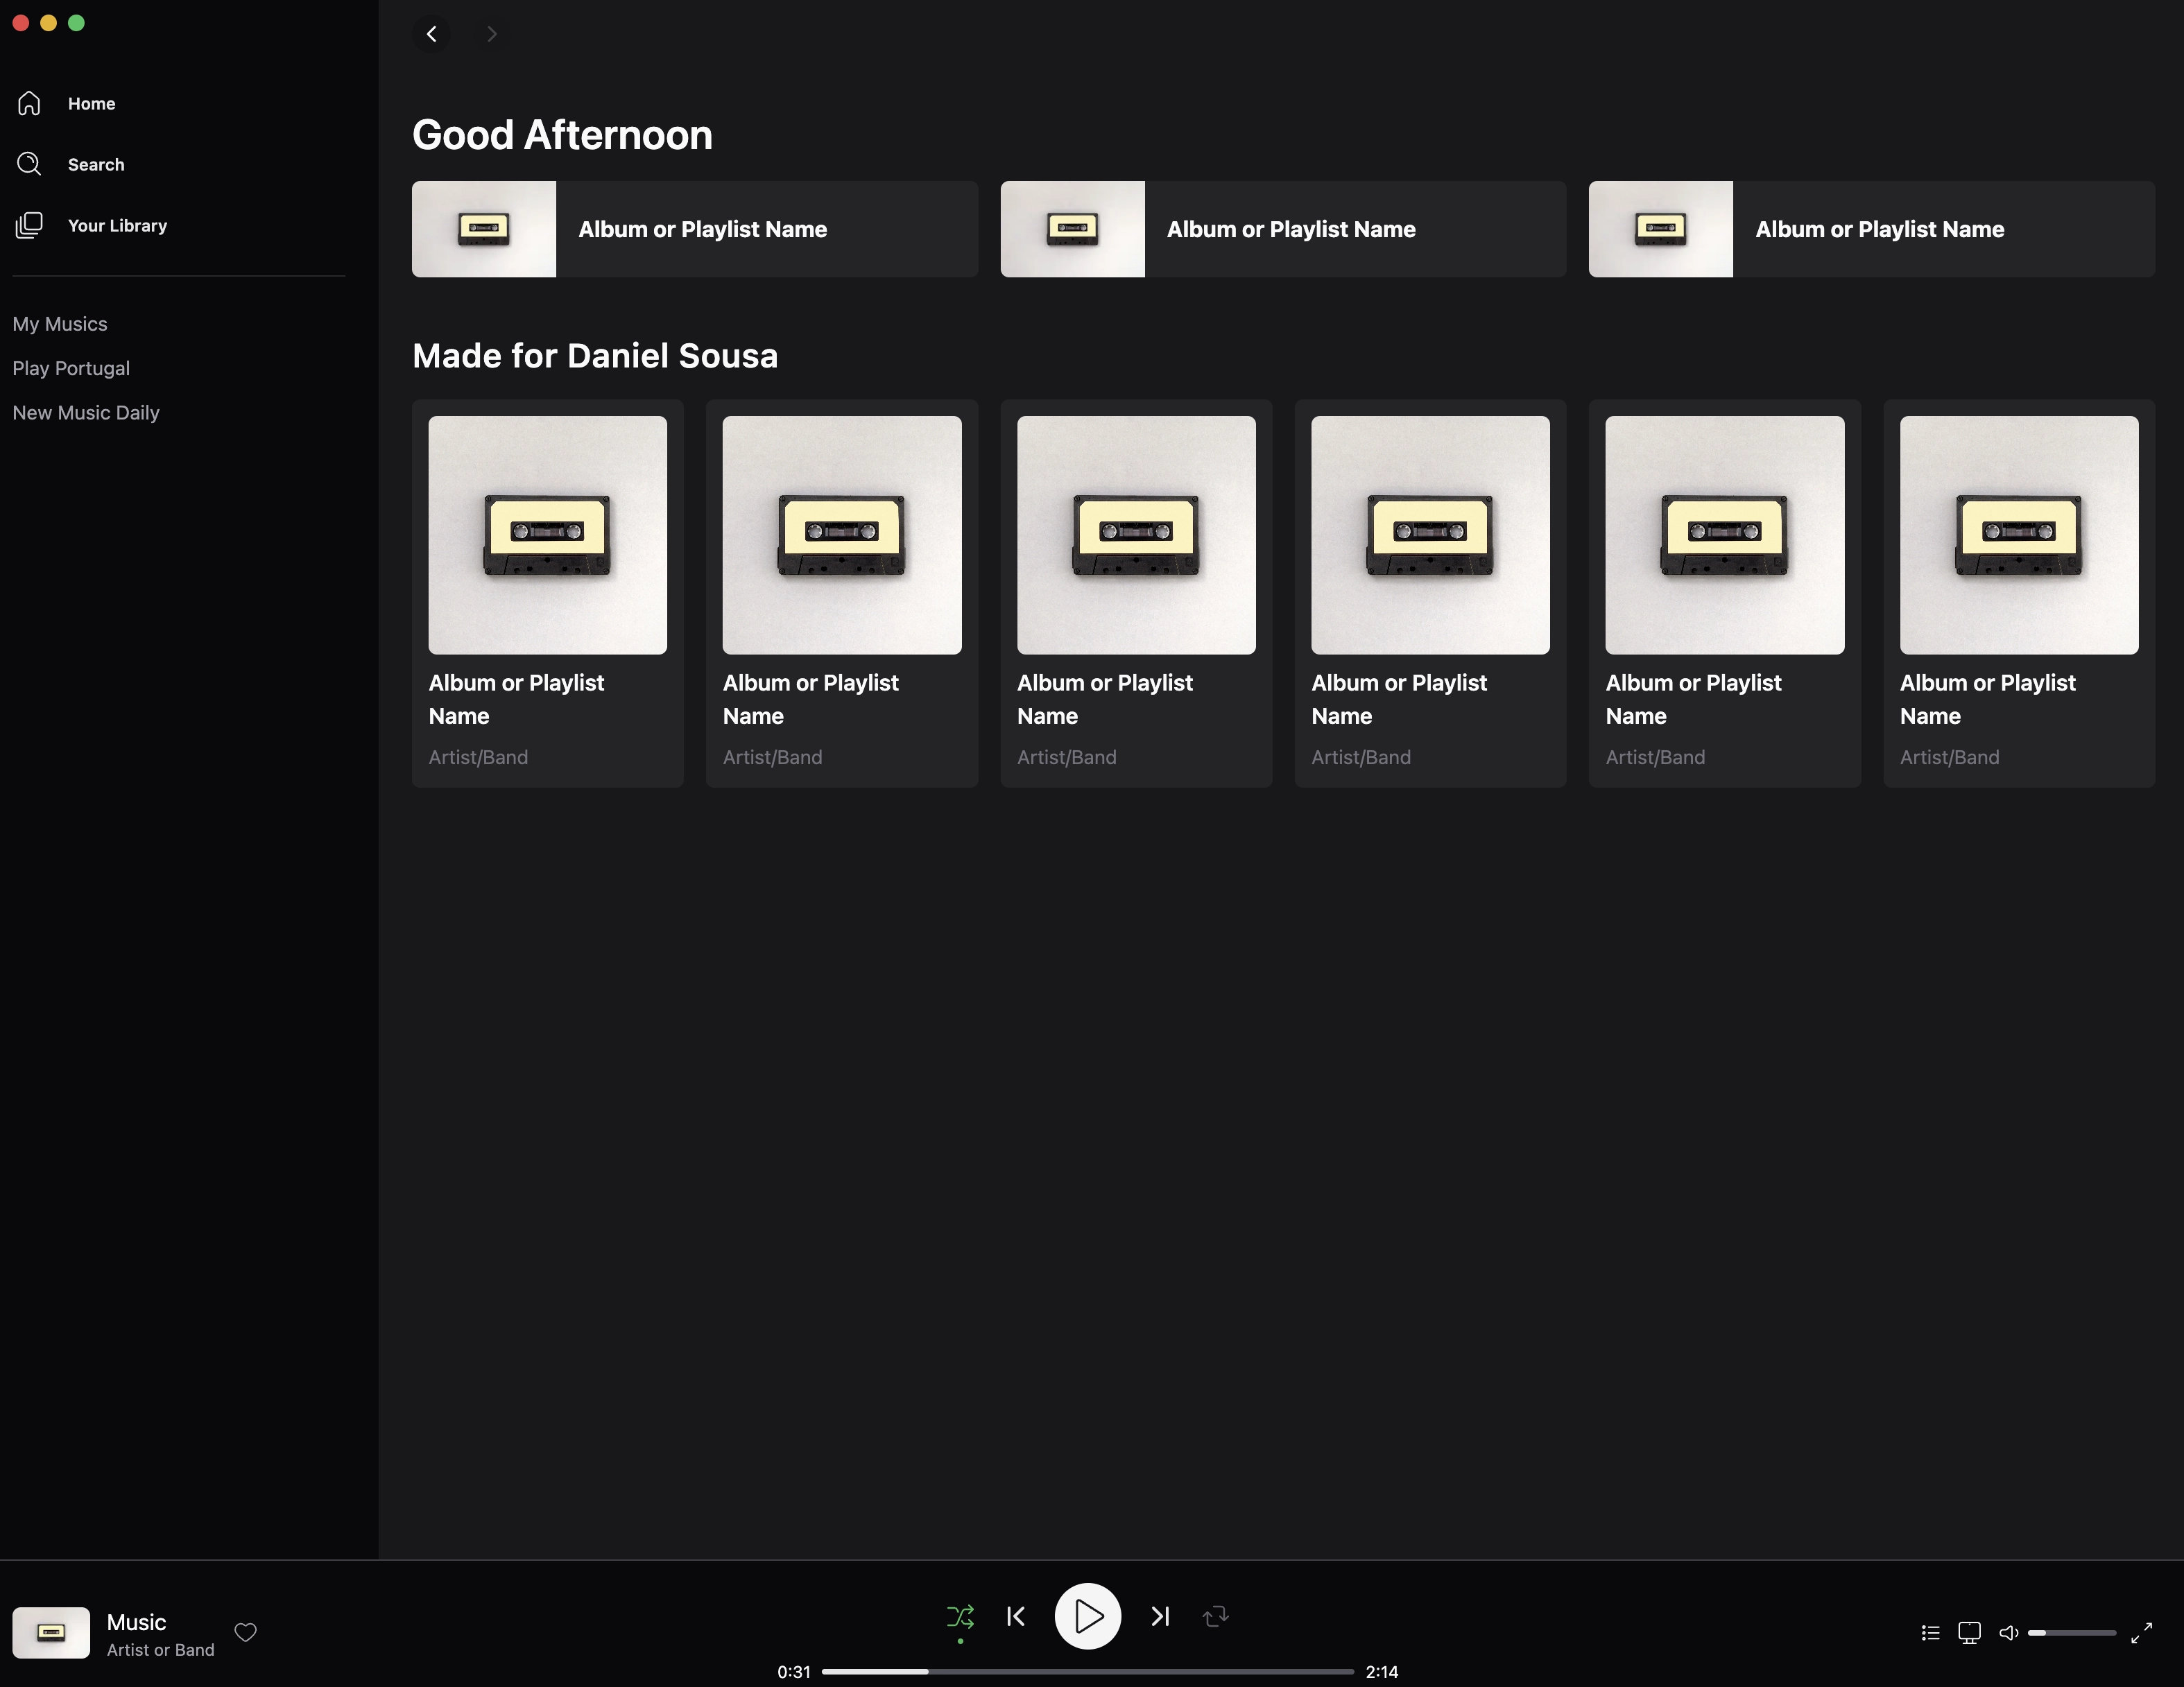 Home
Search
Your Library
My Musics
Play Portugal
New Music Daily
Good Afternoon
Album or Playlist Name
Album or Playlist Name
Album or Playlist Name
Made for Daniel Sousa
Album or Playlist
Name
Artist/Band
Album or Playlist
Name
Artist/Band
Album or Playlist
Name
Artist/Band
Album or Playlist
Name
Artist/Band
Album or Playlist
Name
Artist/Band
Album or Playlist
Name
Artist/Band
Music
Artist or Band
0:31
2:14